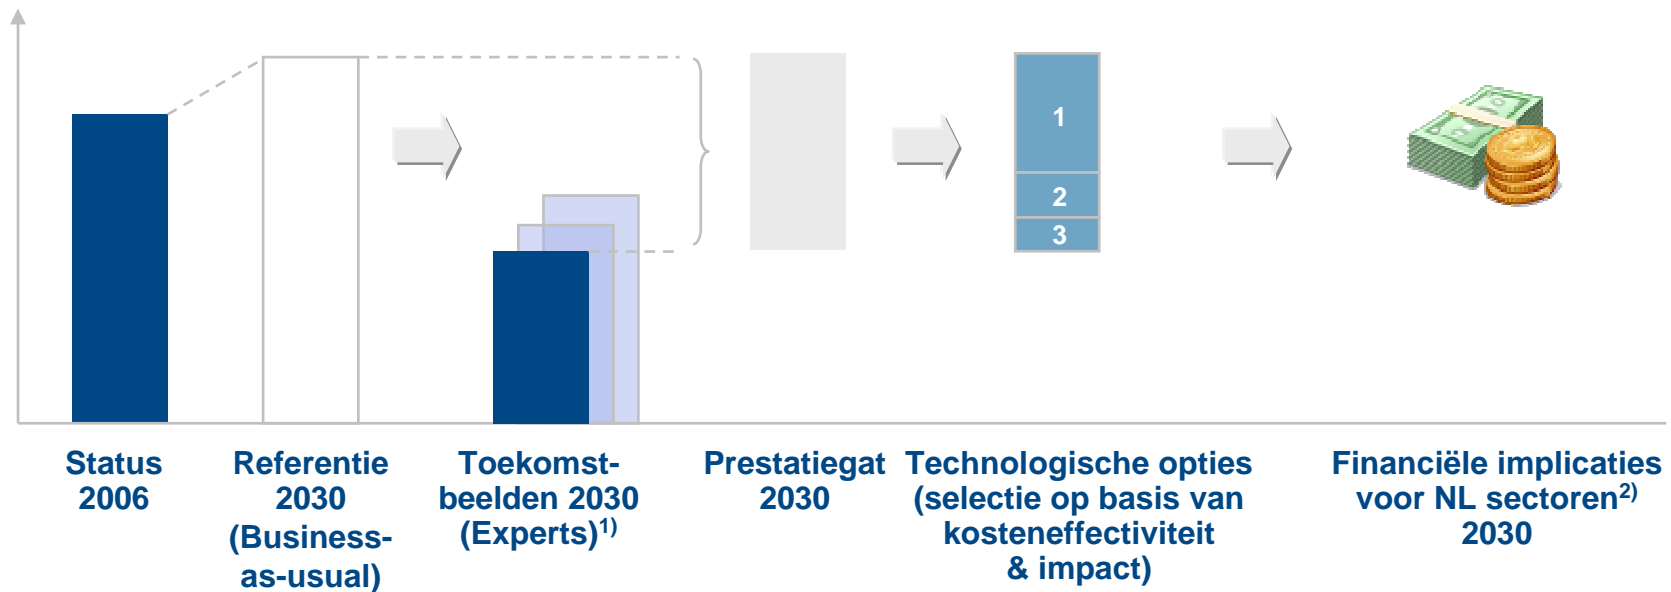 1
2
3
Status
2006
Referentie
2030
(Business-
as-usual)
Toekomst-
beelden 2030
(Experts)1)
Prestatiegat
2030
Technologische opties
(selectie op basis van
kosteneffectiviteit
& impact)
Financiële implicaties
voor NL sectoren2)
2030